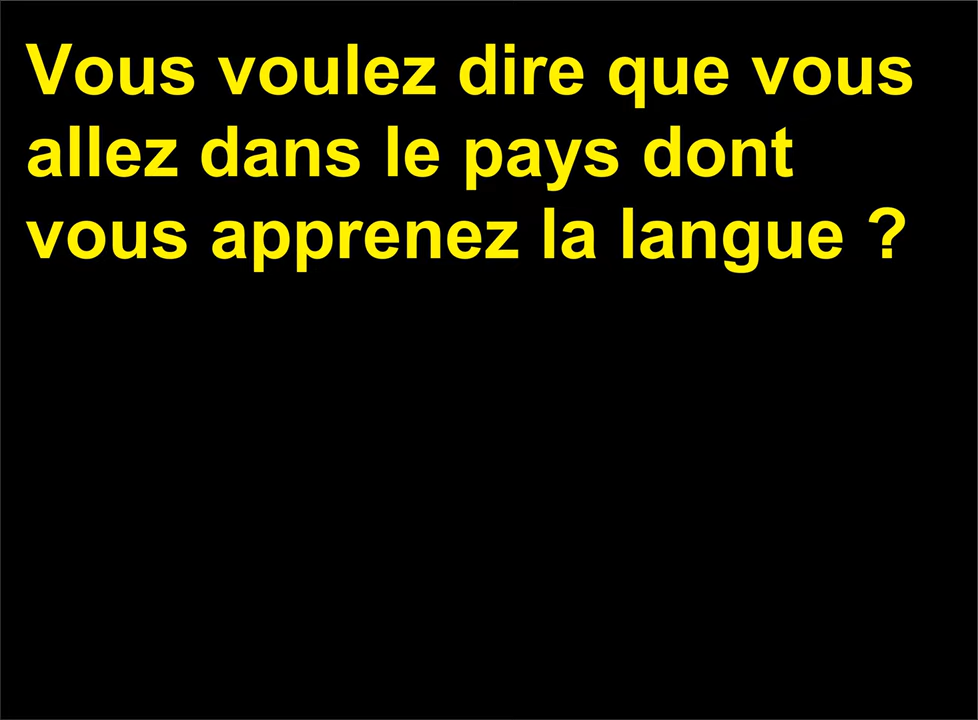 Vous voulez dire que vous
allez dans le pays dont
vous apprenez la langue ?